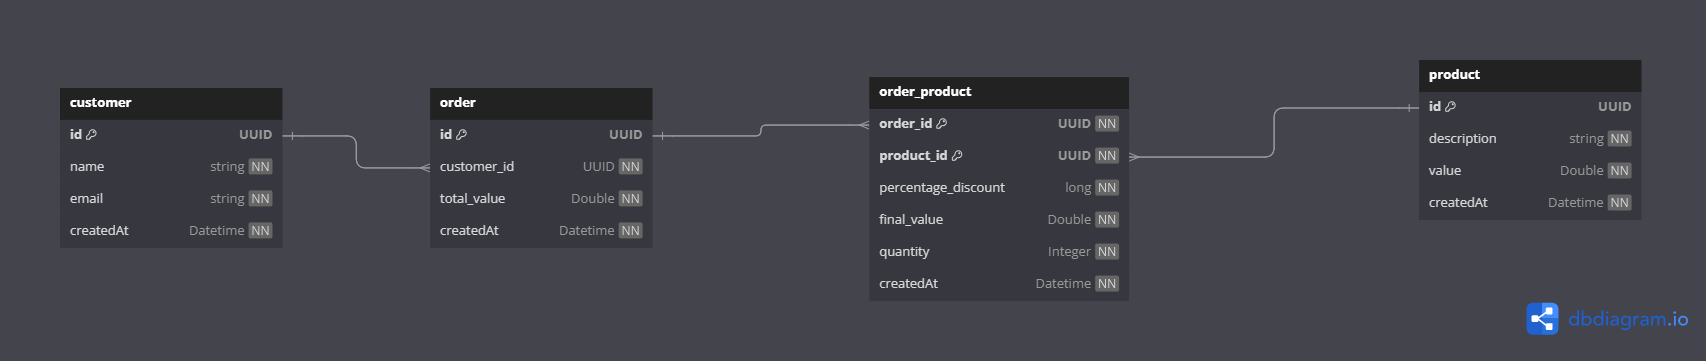 customer
id UUID
name string NN
email string NN
createdAt Datetime NN
order
id UUID
customer_id UUID NN
total_value Double NN
createdAt Datetime NN
order_product
order_id UUID NN
product_id UUID NN
percentage_discount long NN
final_value Double NN
quantity Integer NN
createdAt Datetime NN
product
id UUID
description string NN
value Double NN
createdAt Datetime NN
dbdiagram.io